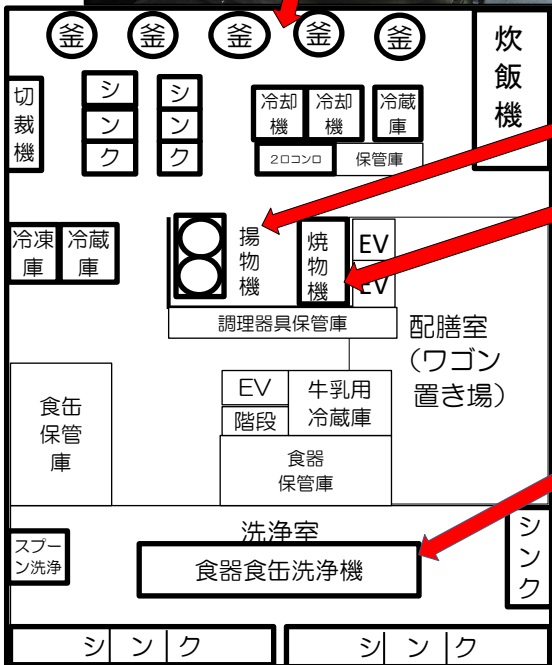 釜 釜 釜 釜 釜
炊飯機
切裁機
シンク
シンク
冷却機
冷却機
冷蔵庫
2口コンロ
保管庫
冷凍庫
冷蔵庫
揚物機
焼物機
EV
EV
調理器具保管庫
配膳室
（ワゴン
置き場）
食缶
保管
庫
EV
階段
牛乳用
冷蔵庫
食器
保管庫
洗浄室
スプー
ン洗浄
食器食缶洗浄機
シンク
シンク
シンク